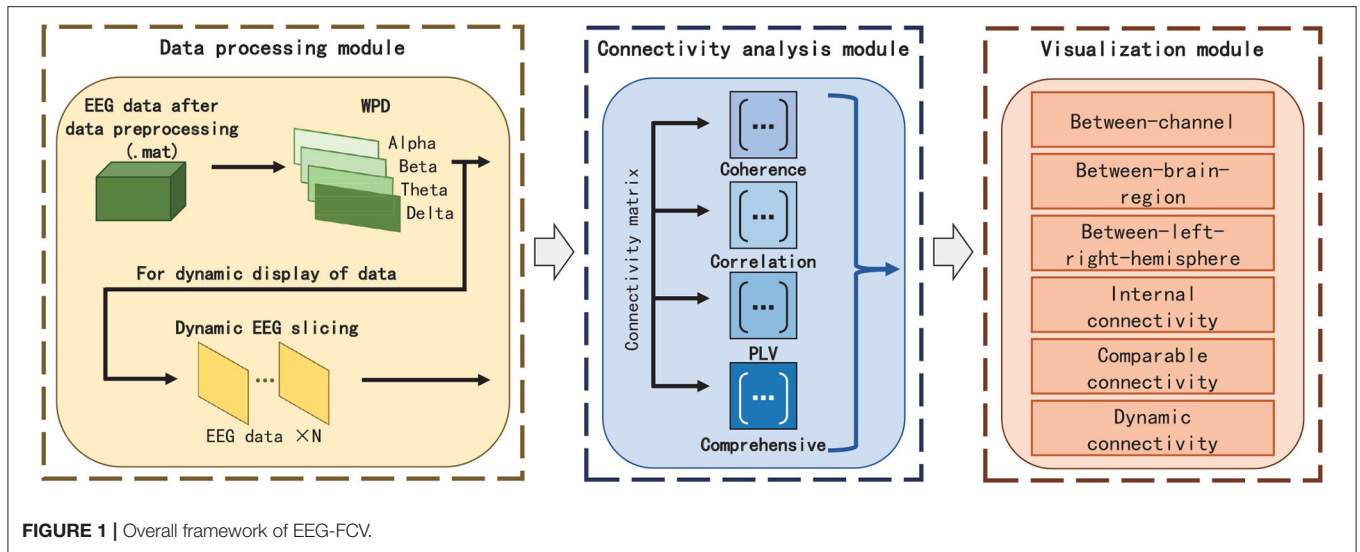 Data processing module
EEG data after
data preprocessing
(.mat)
WPD
Alpha
Beta
Theta
Delta
For dynamic display of data
Dynamic EEG slicing
...
EEG data ×N
Connectivity analysis module
Connectivity matrix
[...]
Coherence
[...]
Correlation
[...]
PLV
[...]
Comprehensive
Visualization module
Between-channel
Between-brain-
region
Between-left-
right-hemisphere
Internal
connectivity
Comparable
connectivity
Dynamic
connectivity
FIGURE 1 | Overall framework of EEG-FCV.